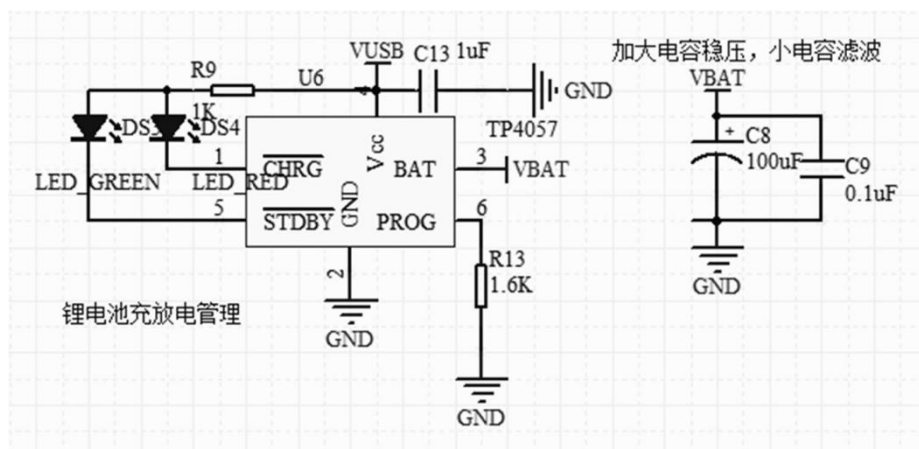 VUSB
C13
1uF
加大电容稳压，小电容滤波
R9
U6
4
GND
VBAT
1K
DS3
DS4
TP4057
Vcc
1
CHRG
BAT
3
VBAT
LED_GREEN
LED_RED
GND
5
STDBY
PROG
6
+
C8
100uF
C9
0.1uF
2
R13
1.6K
锂电池充放电管理
GND
GND
GND